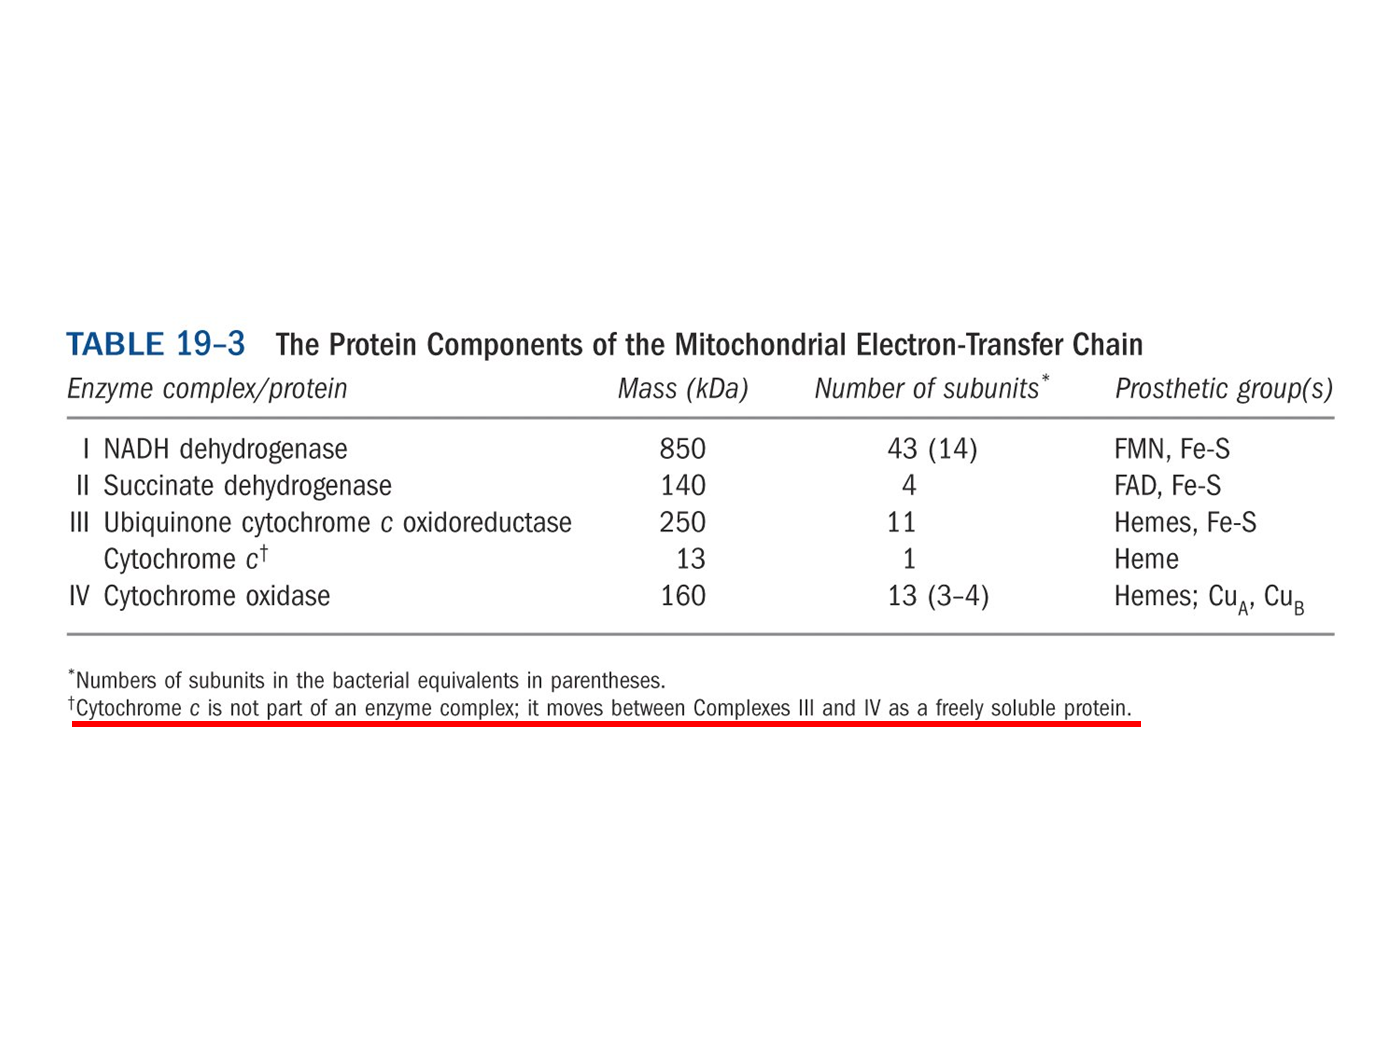 TABLE 19–3 The Protein Components of the Mitochondrial Electron-Transfer Chain
Enzyme complex/protein Mass (kDa) Number of subunits* Prosthetic group(s)
I NADH dehydrogenase 850 43 (14) FMN, Fe-S
II Succinate dehydrogenase 140 4 FAD, Fe-S
III Ubiquinone cytochrome c oxidoreductase 250 11 Hemes, Fe-S
Cytochrome c† 13 1 Heme
IV Cytochrome oxidase 160 13 (3–4) Hemes; CuA, CuB
*Numbers of subunits in the bacterial equivalents in parentheses.
†Cytochrome c is not part of an enzyme complex; it moves between Complexes III and IV as a freely soluble protein.